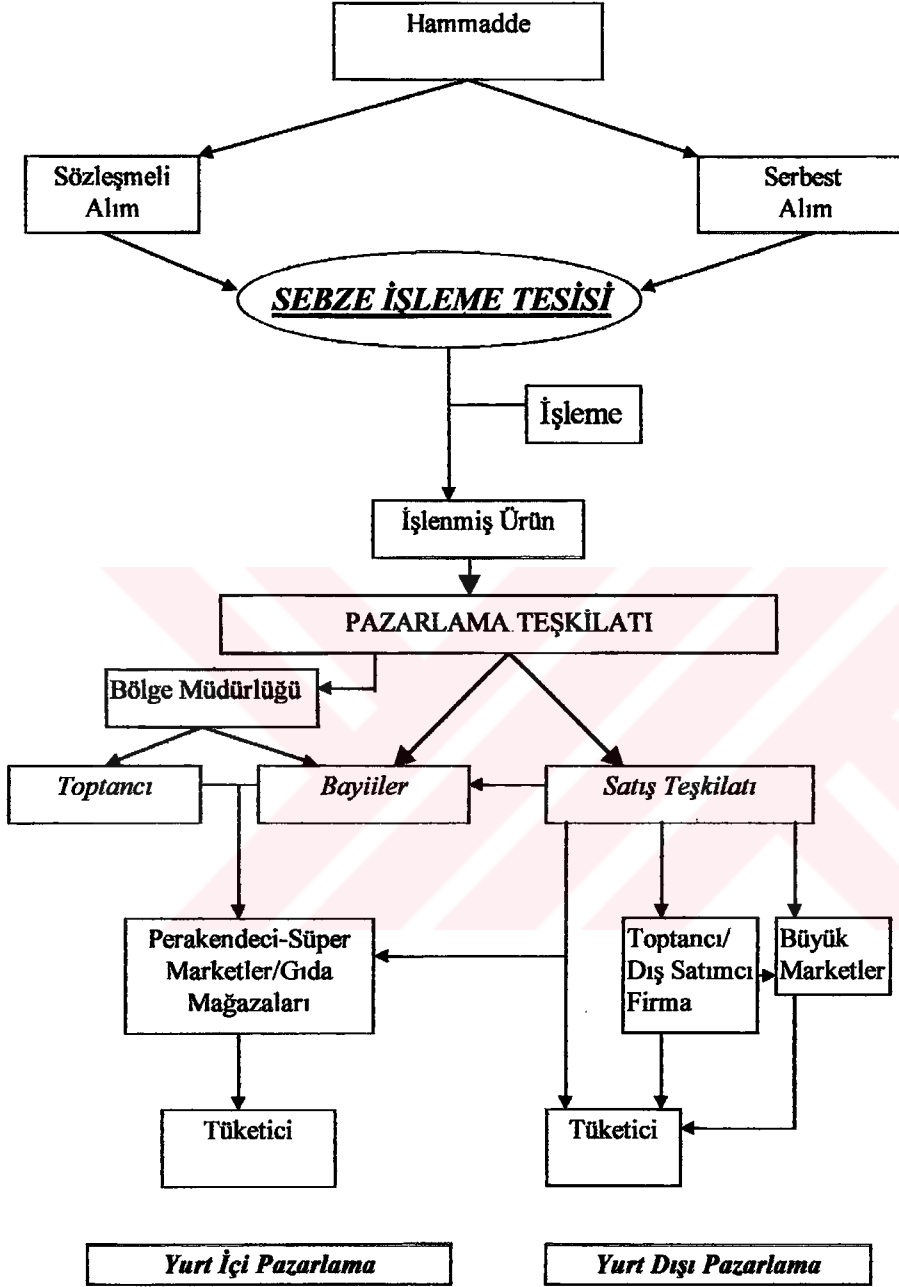 Hammadde
Sözleşmeli
Alım
Serbest
Alım
SEBZE İŞLEME TESİSİ
İşleme
İşlenmiş Ürün
PAZARLAMA TEŞKİLATI
Bölge Müdürlüğü
Toptancı
Bayiiler
Satış Teşkilatı
Perakendeci-Süper
Marketler/Gıda
Mağazaları
Toptancı/
Dış Satımcı
Firma
Büyük
Marketler
Tüketici
Tüketici
Yurt İçi Pazarlama
Yurt Dışı Pazarlama